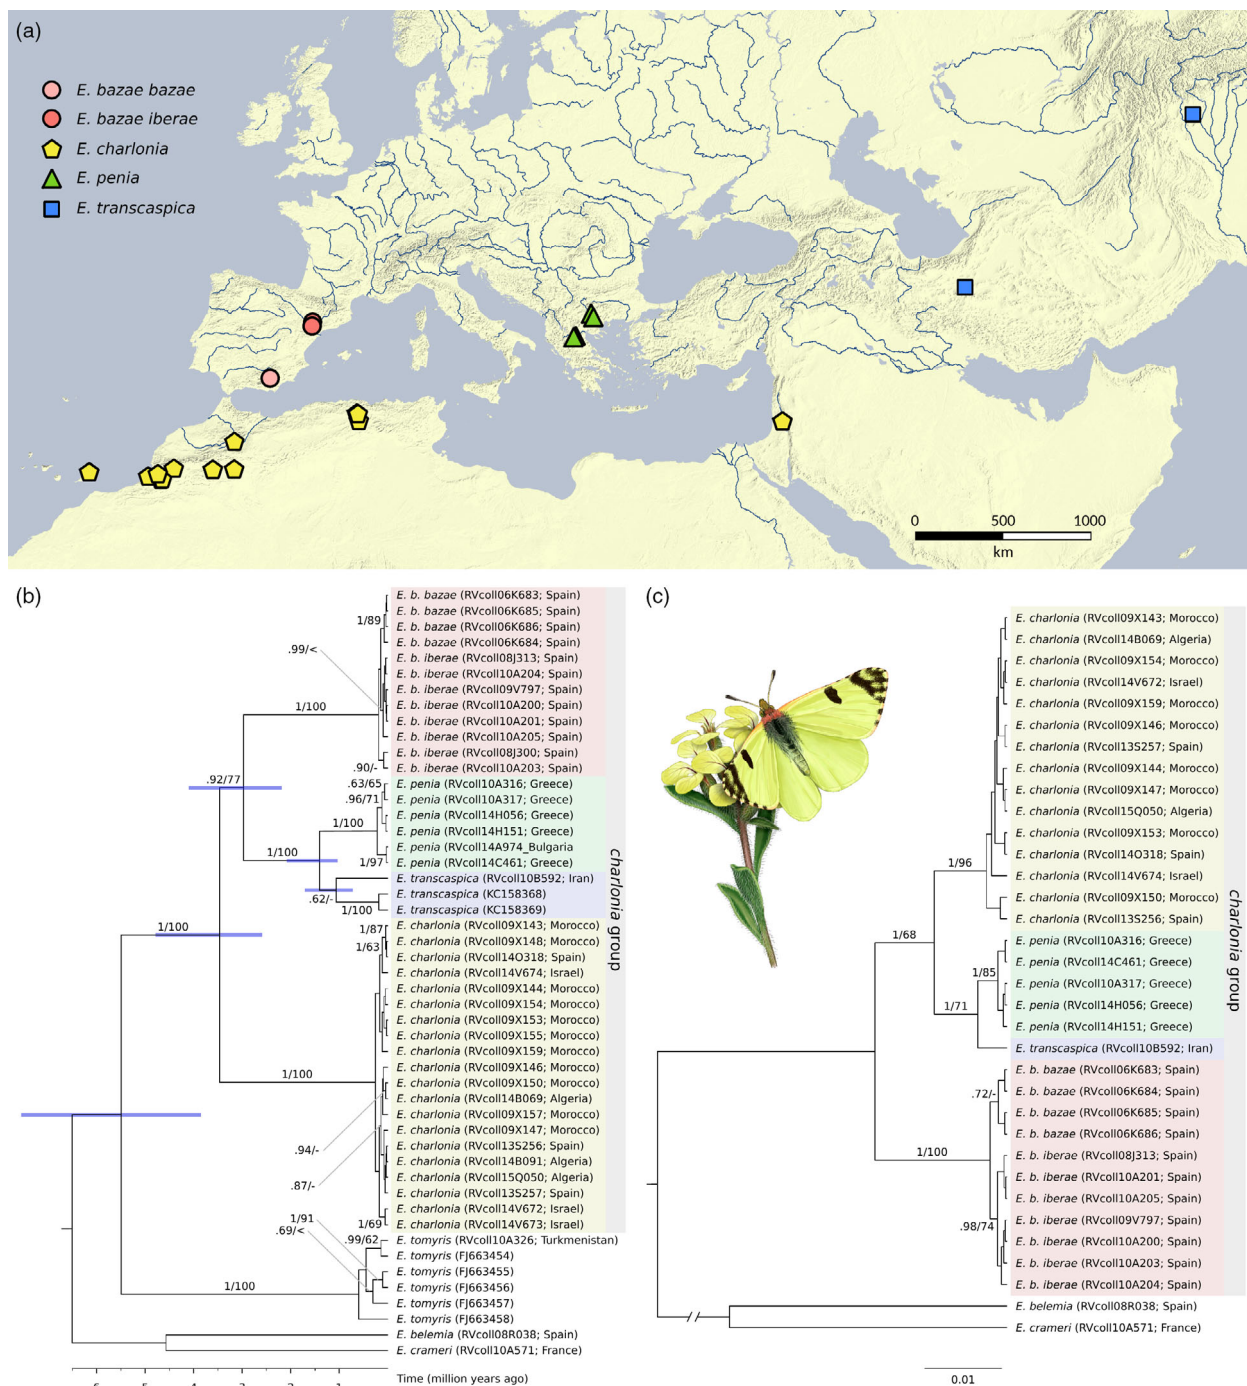 (a)
E. bazae bazae
E. bazae iberae
E. charlonia
E. penia
E. transcaspica
0 500 1000
km
(b)
E. b. bazae (RVcoll06K683; Spain)
E. b. bazae (RVcoll06K685; Spain)
1/89
E. b. bazae (RVcoll06K686; Spain)
E. b. bazae (RVcoll06K684; Spain)
.99/<
E. b. iberae (RVcoll08J313; Spain)
E. b. iberae (RVcoll10A204; Spain)
E. b. iberae (RVcoll09V797; Spain)
1/100
E. b. iberae (RVcoll10A200; Spain)
E. b. iberae (RVcoll10A201; Spain)
E. b. iberae (RVcoll10A205; Spain)
E. b. iberae (RVcoll08J300; Spain)
.90/-
E. b. iberae (RVcoll10A203; Spain)
.92/77
.63/65
E. penia (RVcoll10A316; Greece)
.96/71
E. penia (RVcoll10A317; Greece)
E. penia (RVcoll14H056; Greece)
1/100
E. penia (RVcoll14H151; Greece)
E. penia (RVcoll14A974_Bulgaria
1/100
1/97
E. penia (RVcoll14C461; Greece)
E. transcaspica (RVcoll10B592; Iran)
.62/-
E. transcaspica (KC158368)
1/100
E. transcaspica (KC158369)
1/100
1/87
E. charlonia (RVcoll09X143; Morocco)
1/63
E. charlonia (RVcoll09X148; Morocco)
E. charlonia (RVcoll14O318; Spain)
E. charlonia (RVcoll14V674; Israel)
E. charlonia (RVcoll09X144; Morocco)
E. charlonia (RVcoll09X154; Morocco)
E. charlonia (RVcoll09X153; Morocco)
E. charlonia (RVcoll09X155; Morocco)
E. charlonia (RVcoll09X159; Morocco)
1/100
E. charlonia (RVcoll09X146; Morocco)
E. charlonia (RVcoll09X150; Morocco)
E. charlonia (RVcoll14B069; Algeria)
E. charlonia (RVcoll09X157; Morocco)
E. charlonia (RVcoll09X147; Morocco)
.94/-
E. charlonia (RVcoll13S256; Spain)
E. charlonia (RVcoll14B091; Algeria)
.87/-
E. charlonia (RVcoll15Q050; Algeria)
E. charlonia (RVcoll13S257; Spain)
E. charlonia (RVcoll14V672; Israel)
1/91
1/69
E. charlonia (RVcoll14V673; Israel)
.69/<
.99/62
E. tomyris (RVcoll10A326; Turkmenistan)
E. tomyris (FJ663454)
E. tomyris (FJ663455)
1/100
E. tomyris (FJ663456)
E. tomyris (FJ663457)
E. tomyris (FJ663458)
E. belemia (RVcoll08R038; Spain)
E. crameri (RVcoll10A571; France)
charlonia group
6 5 4 3 2 1
Time (million years ago)
(c)
E. charlonia (RVcoll09X143; Morocco)
E. charlonia (RVcoll14B069; Algeria)
E. charlonia (RVcoll09X154; Morocco)
E. charlonia (RVcoll14V672; Israel)
E. charlonia (RVcoll09X159; Morocco)
E. charlonia (RVcoll09X146; Morocco)
E. charlonia (RVcoll13S257; Spain)
E. charlonia (RVcoll09X144; Morocco)
E. charlonia (RVcoll09X147; Morocco)
E. charlonia (RVcoll15Q050; Algeria)
E. charlonia (RVcoll09X153; Morocco)
E. charlonia (RVcoll14O318; Spain)
1/96
E. charlonia (RVcoll14V674; Israel)
E. charlonia (RVcoll09X150; Morocco)
E. charlonia (RVcoll13S256; Spain)
1/68
E. penia (RVcoll10A316; Greece)
E. penia (RVcoll14C461; Greece)
1/85
E. penia (RVcoll10A317; Greece)
1/71
E. penia (RVcoll14H056; Greece)
E. penia (RVcoll14H151; Greece)
E. transcaspica (RVcoll10B592; Iran)
E. b. bazae (RVcoll06K683; Spain)
.72/-
E. b. bazae (RVcoll06K684; Spain)
E. b. bazae (RVcoll06K685; Spain)
E. b. bazae (RVcoll06K686; Spain)
1/100
E. b. iberae (RVcoll08J313; Spain)
E. b. iberae (RVcoll10A201; Spain)
E. b. iberae (RVcoll10A205; Spain)
.98/74
E. b. iberae (RVcoll09V797; Spain)
E. b. iberae (RVcoll10A200; Spain)
E. b. iberae (RVcoll10A203; Spain)
E. b. iberae (RVcoll10A204; Spain)
E. belemia (RVcoll08R038; Spain)
E. crameri (RVcoll10A571; France)
charlonia group
0.01